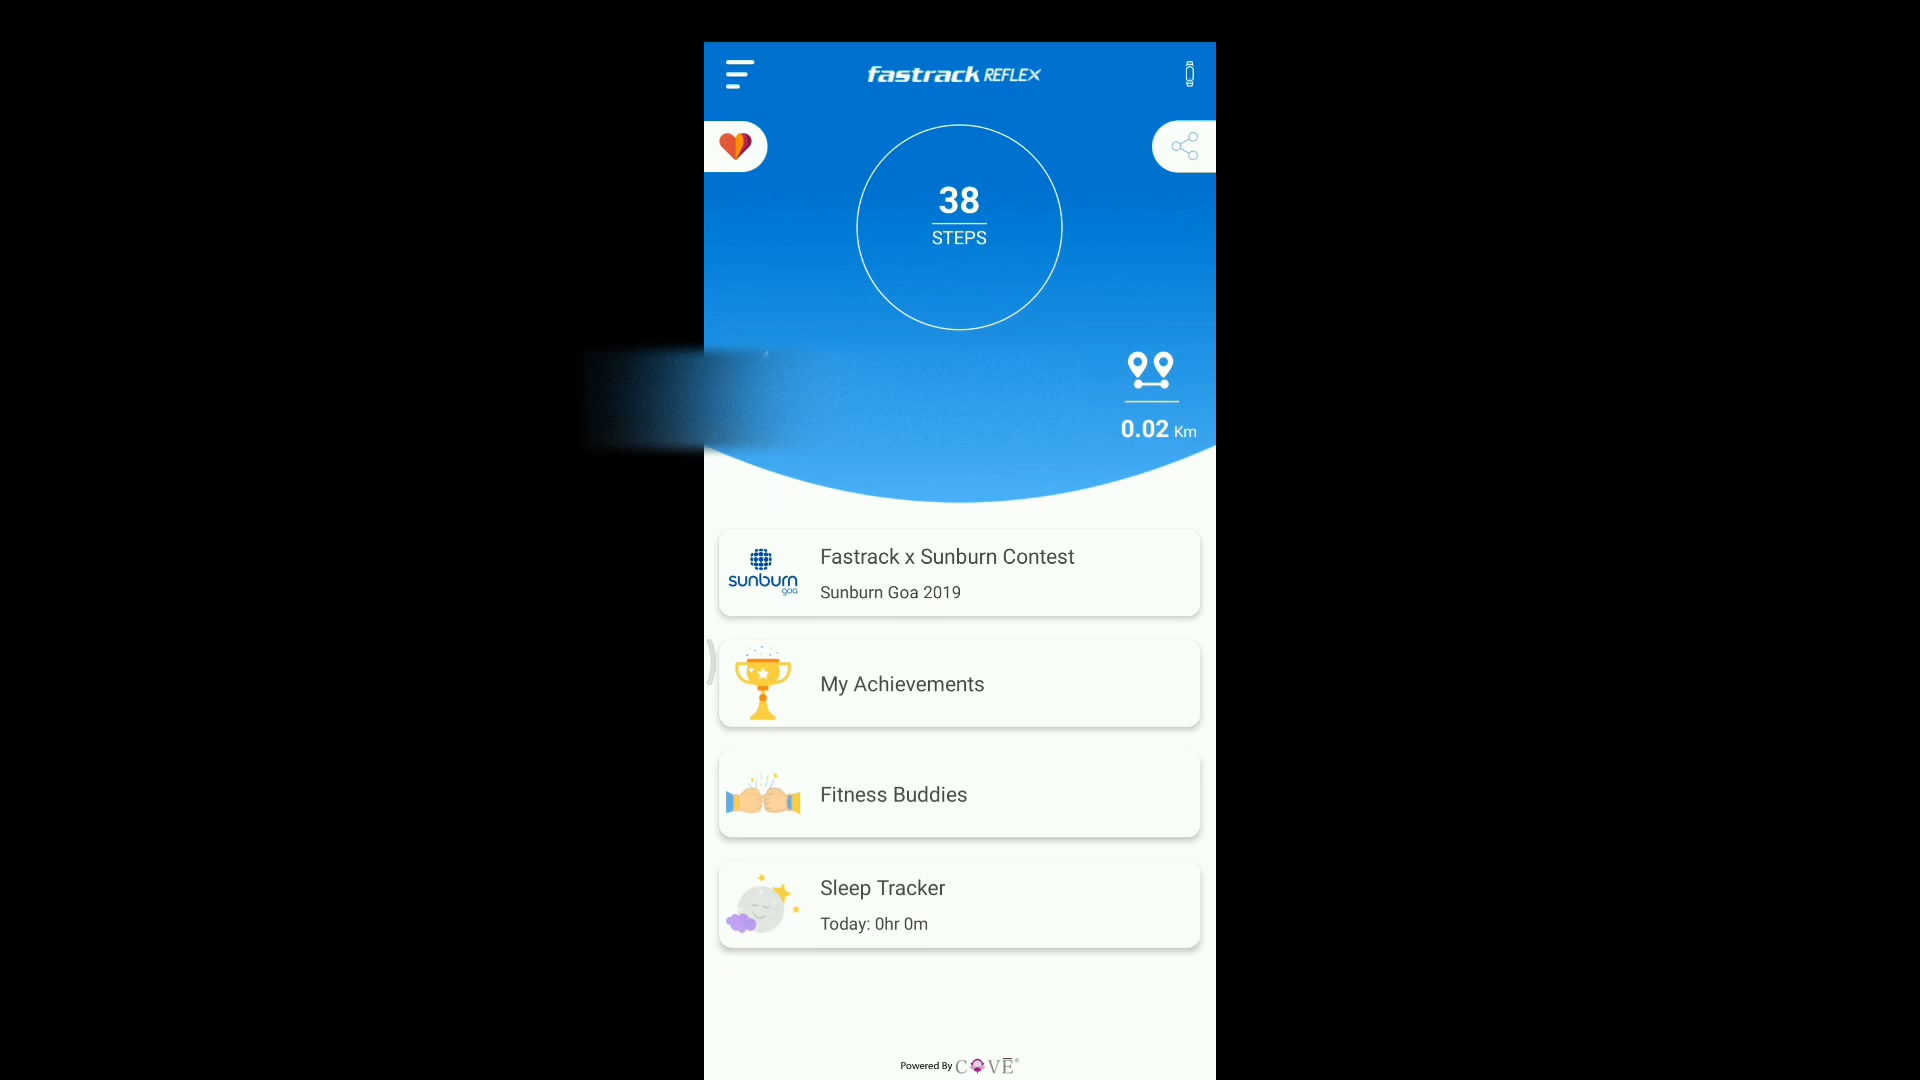 fastrack REFLEX
38
STEPS
0.02 Km
Fastrack x Sunburn Contest
sunburn
goa
Sunburn Goa 2019
My Achievements
Fitness Buddies
Sleep Tracker
Today: 0hr 0m
Powered By COVĒ